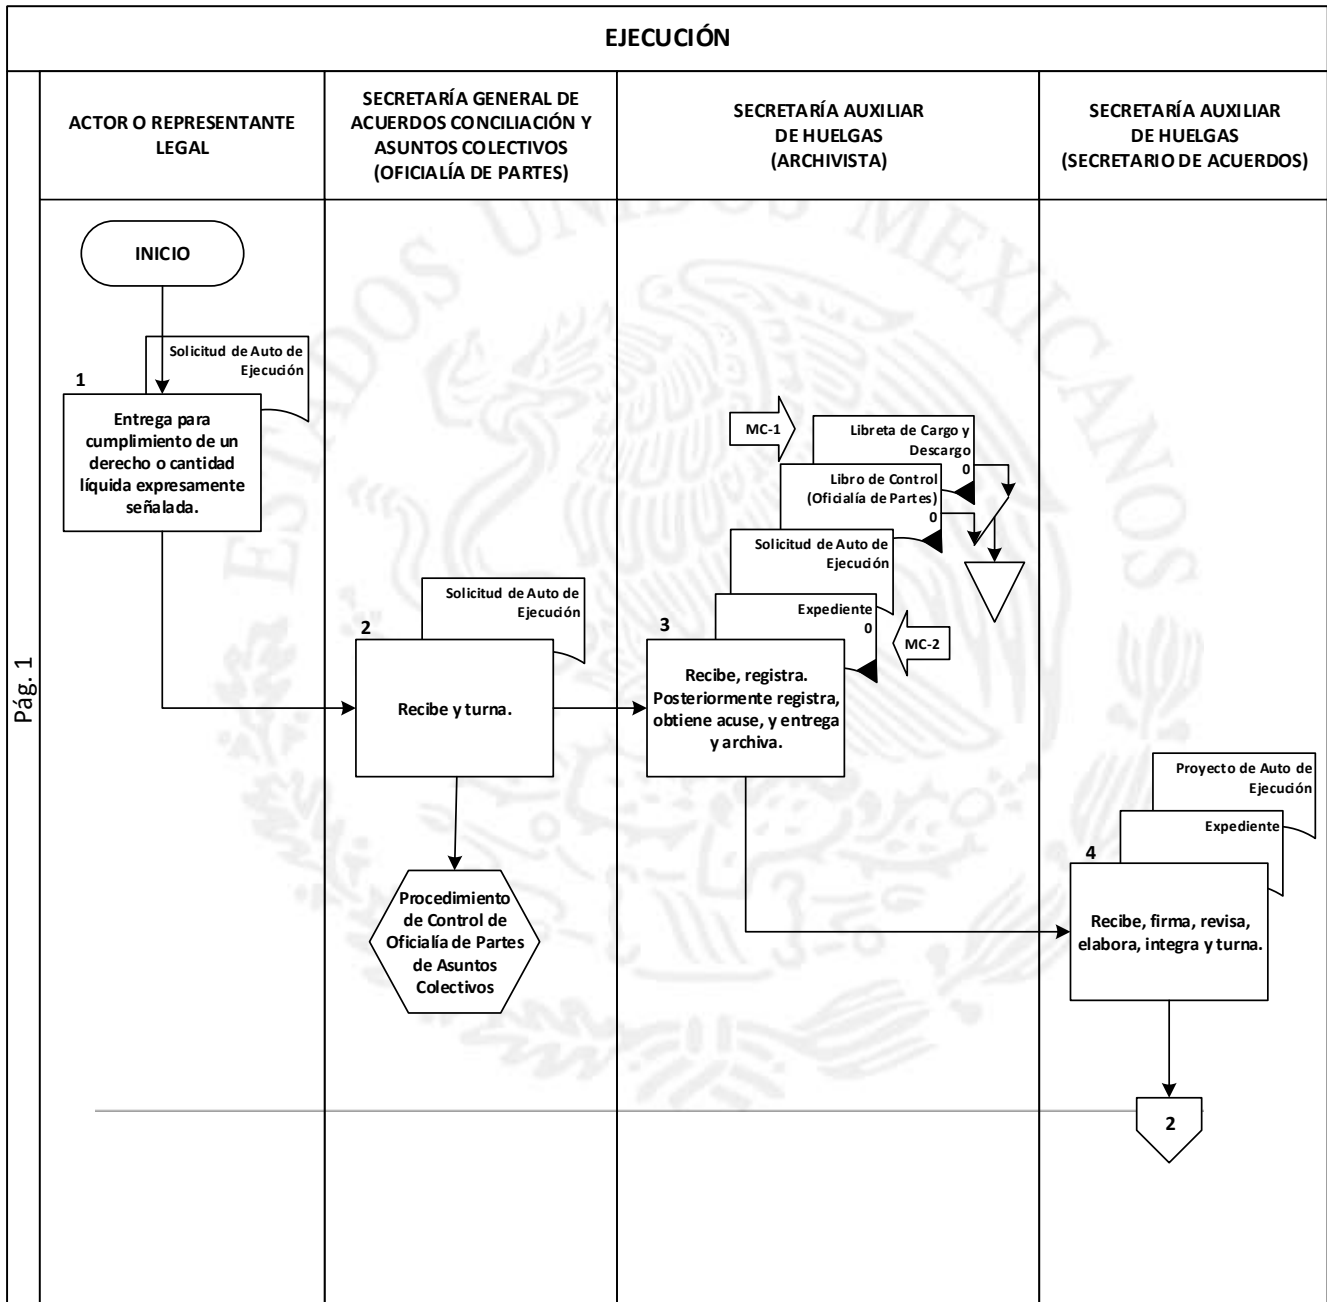 EJECUCIÓN
Pág. 1
ACTOR O REPRESENTANTE
LEGAL
SECRETARÍA GENERAL DE
ACUERDOS CONCILIACIÓN Y
ASUNTOS COLECTIVOS
(OFICIALÍA DE PARTES)
SECRETARÍA AUXILIAR
DE HUELGAS
(ARCHIVISTA)
SECRETARÍA AUXILIAR
DE HUELGAS
(SECRETARIO DE ACUERDOS)
ESTADOS UNIDOS MEXICANOS
INICIO
Solicitud de Auto de
Ejecución
1
Entrega para
cumplimiento de un
derecho o cantidad
líquida expresamente
señalada.
Solicitud de Auto de
Ejecución
2
Recibe y turna.
Procedimiento
de Control de
Oficialía de Partes
de Asuntos
Colectivos
MC-1
Libreta de Cargo y
Descargo
0
Libro de Control
(Oficialía de Partes)
0
Solicitud de Auto de
Ejecución
Expediente
0
MC-2
3
Recibe, registra.
Posteriormente registra,
obtiene acuse, y entrega
y archiva.
Proyecto de Auto de
Ejecución
Expediente
4
Recibe, firma, revisa,
elabora, integra y turna.
2